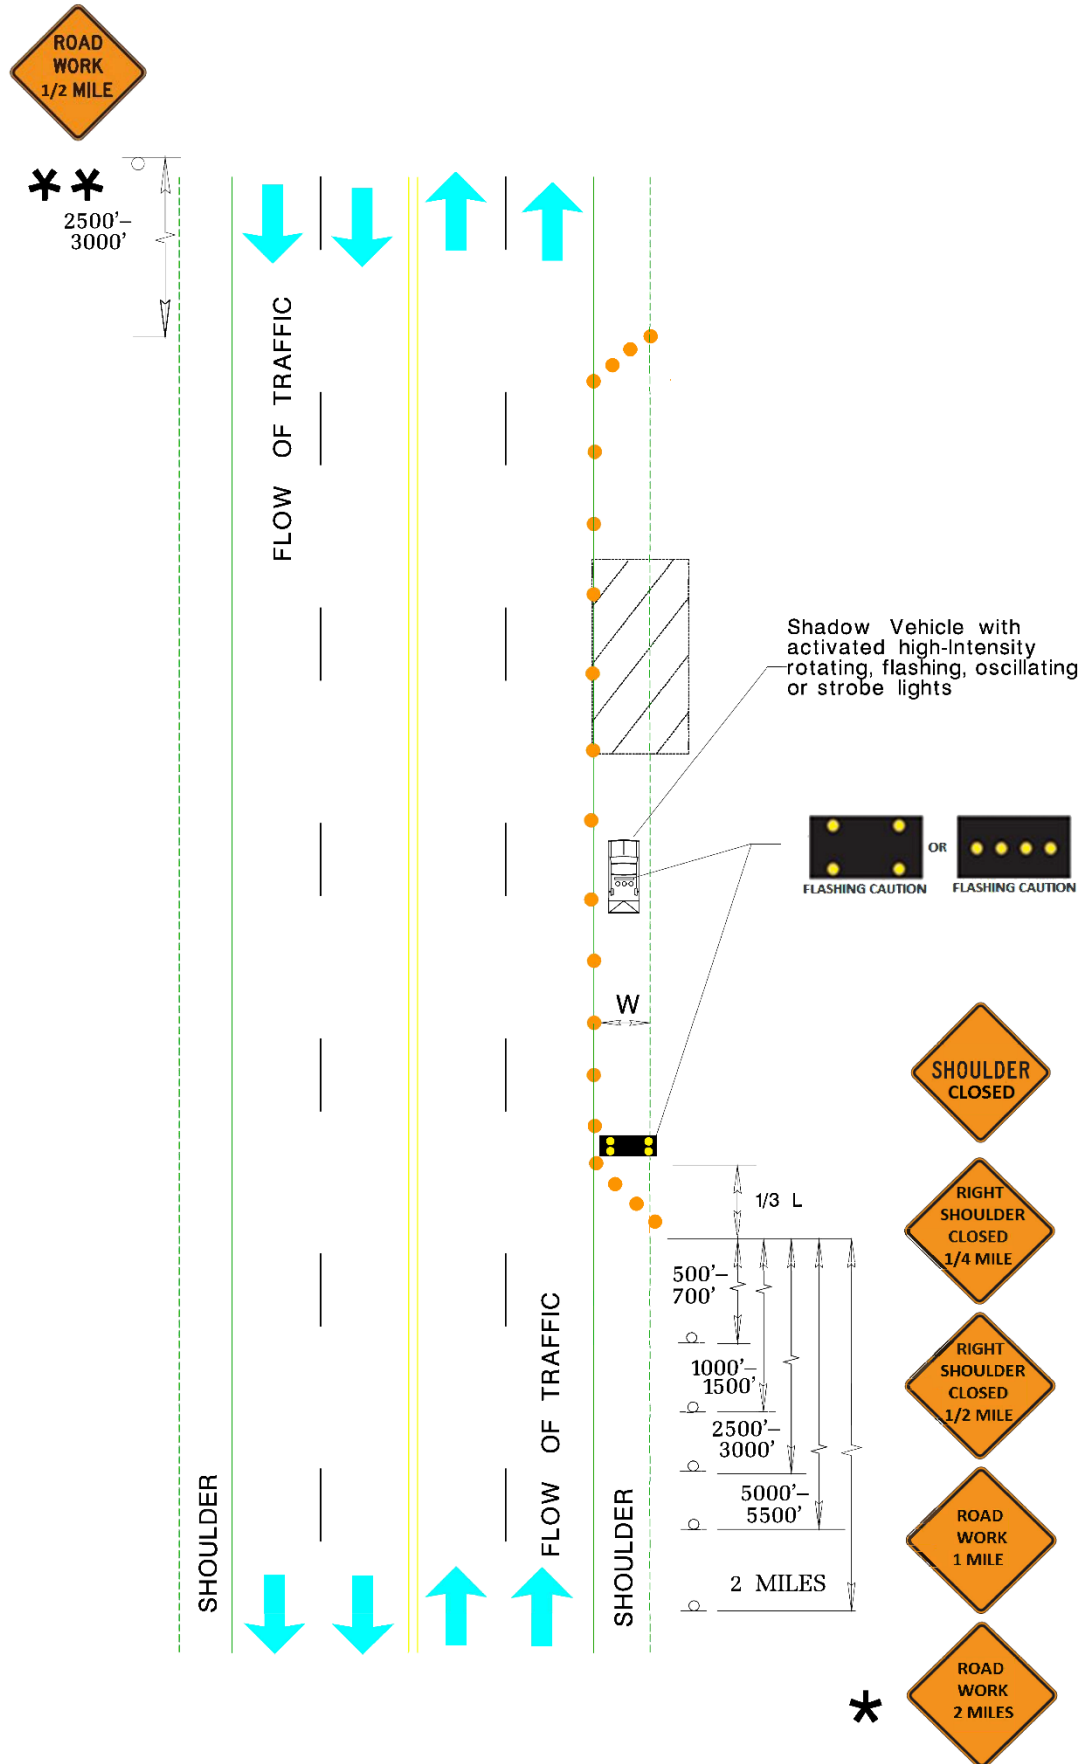 ROAD
WORK
1/2 MILE
**
2500'–
3000'
FLOW OF TRAFFIC
Shadow Vehicle with
activated high-Intensity
rotating, flashing, oscillating
or strobe lights
OR
FLASHING CAUTION
FLASHING CAUTION
W
SHOULDER
CLOSED
1/3 L
RIGHT
SHOULDER
CLOSED
1/4 MILE
500'–
700'
FLOW OF TRAFFIC
1000'–
1500'
RIGHT
SHOULDER
CLOSED
1/2 MILE
2500'–
3000'
5000'–
5500'
ROAD
WORK
1 MILE
SHOULDER
SHOULDER
2 MILES
*
ROAD
WORK
2 MILES